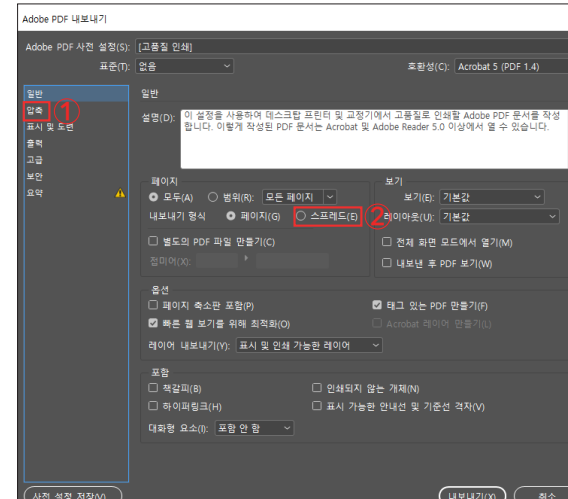 Adobe PDF 내보내기
Adobe PDF 사전 설정(S): [고품질 인쇄]
표준(T): 없음 호환성(C): Acrobat 5 (PDF 1.4)
일반
압축 ①
표시 및 도련
출력
고급
보안
요약
일반
설명(D): 이 설정을 사용하여 데스크탑 프린터 및 교정기에서 고품질로 인쇄할 Adobe PDF 문서를 작성
합니다. 이렇게 작성된 PDF 문서는 Acrobat 및 Adobe Reader 5.0 이상에서 열 수 있습니다.
페이지
모두(A) 범위(R): 모든 페이지
내보내기 형식 페이지(G) 스프레드(E) ②
별도의 PDF 파일 만들기(C)
접미어(X):
보기
보기(E): 기본값
레이아웃(U): 기본값
전체 화면 모드에서 열기(M)
내보낸 후 PDF 보기(W)
옵션
페이지 축소판 포함(P) 태그 있는 PDF 만들기(F)
빠른 웹 보기를 위해 최적화(O) Acrobat 레이어 만들기(L)
레이어 내보내기(Y): 표시 및 인쇄 가능한 레이어
포함
책갈피(B) 인쇄되지 않는 개체(N)
하이퍼링크(H) 표시 가능한 안내선 및 기준선 격자(V)
대화형 요소(I): 포함 안 함
사전 설정 저장(V)... 내보내기(X) 취소